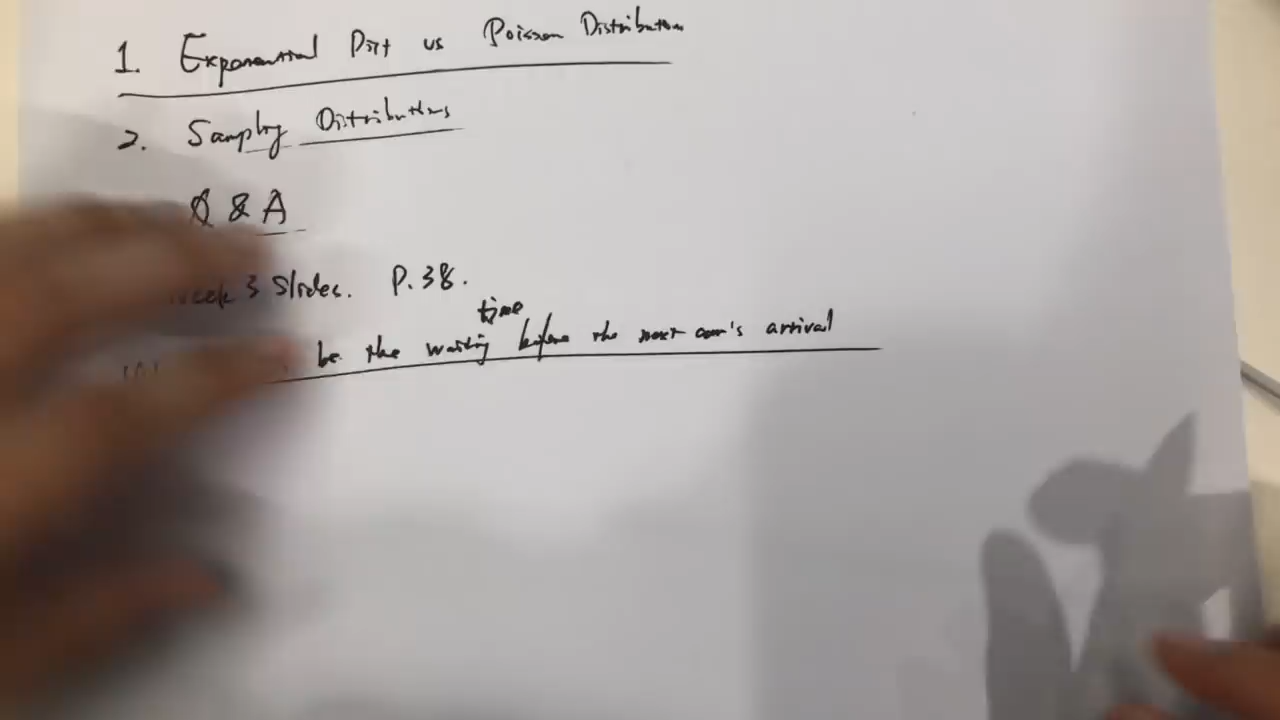 1. Exponential Dist vs Poisson Distribution
2. Sampling Distributions
Q & A
Week 3 Slides. P.38.
time
be the waiting before the next car's arrival